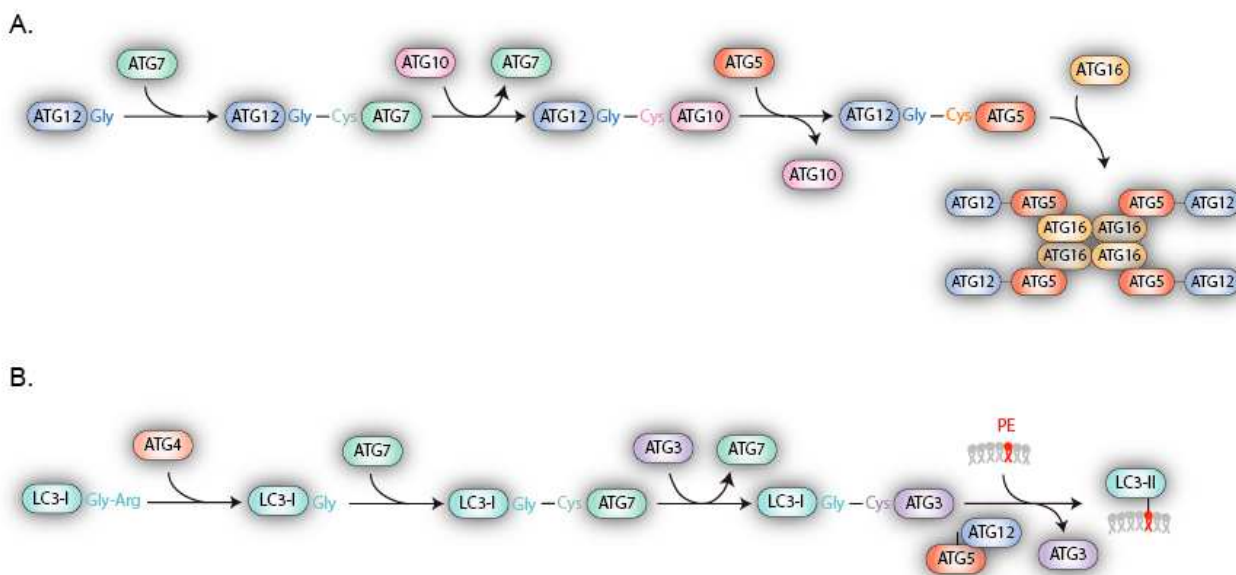 A.
ATG7
ATG10
ATG7
ATG5
ATG16
ATG12 Gly
ATG12 Gly – Cys ATG7
ATG12 Gly – Cys ATG10
ATG12 Gly – Cys ATG5
ATG10
ATG12 ATG5 ATG5 ATG12
ATG16 ATG16
ATG16 ATG16
ATG12 ATG5 ATG5 ATG12
B.
PE
ATG4
ATG7
ATG3
ATG7
LC3-I Gly-Arg
LC3-I Gly
LC3-I Gly – Cys ATG7
LC3-I Gly – Cys ATG3
LC3-II
ATG12
ATG5
ATG3